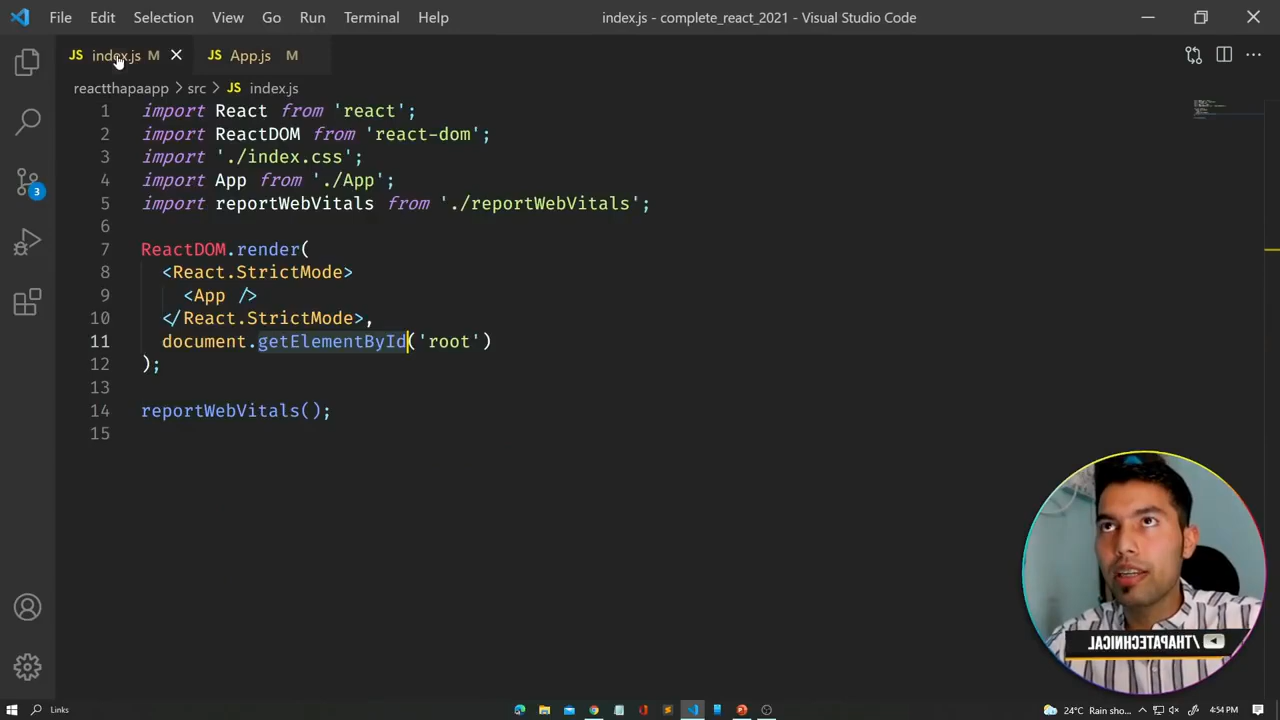 File Edit Selection View Go Run Terminal Help index.js - complete_react_2021 - Visual Studio Code
JS index.js M JS App.js M
reactthapaapp > src > JS index.js
1 import React from 'react';
2 import ReactDOM from 'react-dom';
3 import './index.css';
4 import App from './App';
5 import reportWebVitals from './reportWebVitals';
6
7 ReactDOM.render(
8 <React.StrictMode>
9 <App />
10 </React.StrictMode>,
11 document.getElementById('root')
12 );
13
14 reportWebVitals();
15
3
/THAPATECHNICAL
Links
24°C Rain sho... 4:54 PM